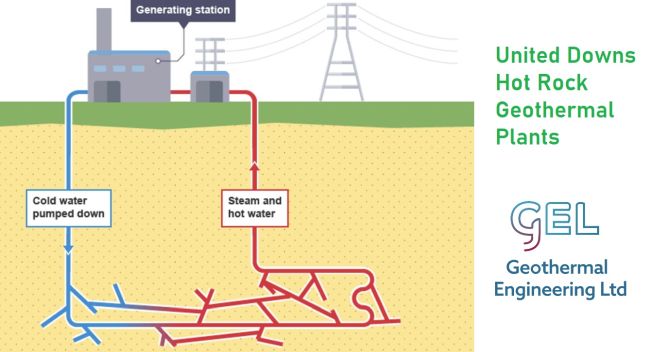 Generating station
United Downs
Hot Rock
Geothermal
Plants
Cold water
pumped down
Steam and
hot water
GEL
Geothermal
Engineering Ltd